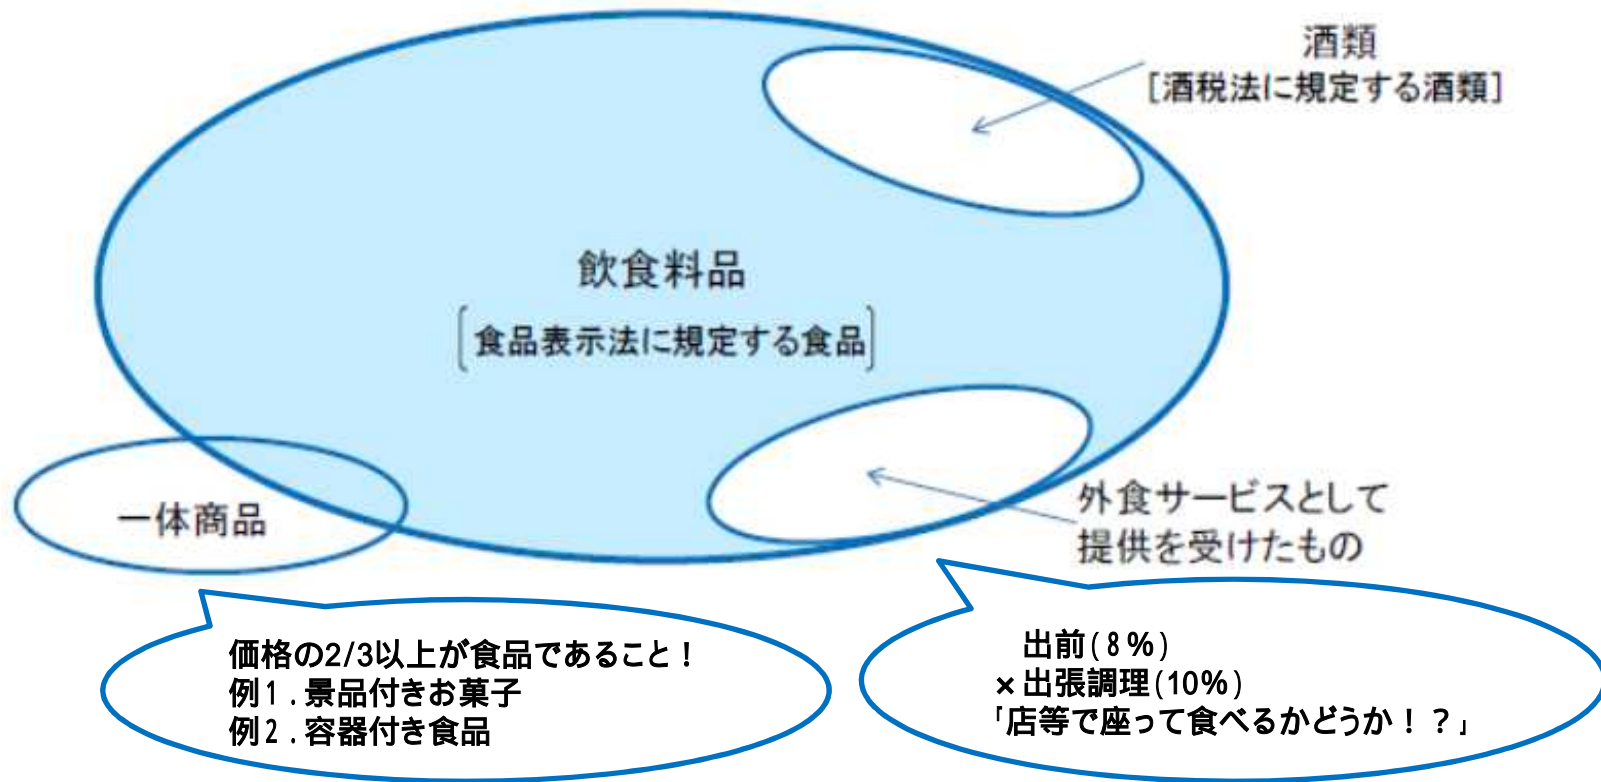 酒類
[酒税法に規定する酒類]
飲食料品
[食品表示法に規定する食品]
一体商品
外食サービスとして
提供を受けたもの
価格の2/3以上が食品であること!
例1.景品付きお菓子
例2.容器付き食品
出前(8%)
×出張調理(10%)
「店等で座って食べるかどうか!?」